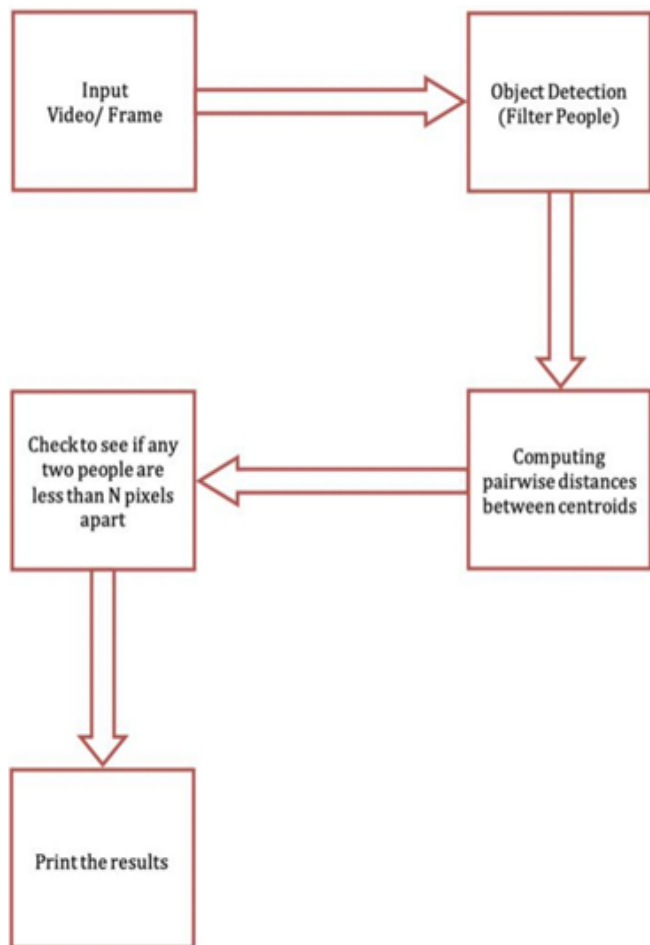 Input
Video/ Frame
Object Detection
(Filter People)
Computing
pairwise distances
between centroids
Check to see if any
two people are
less than N pixels
apart
Print the results